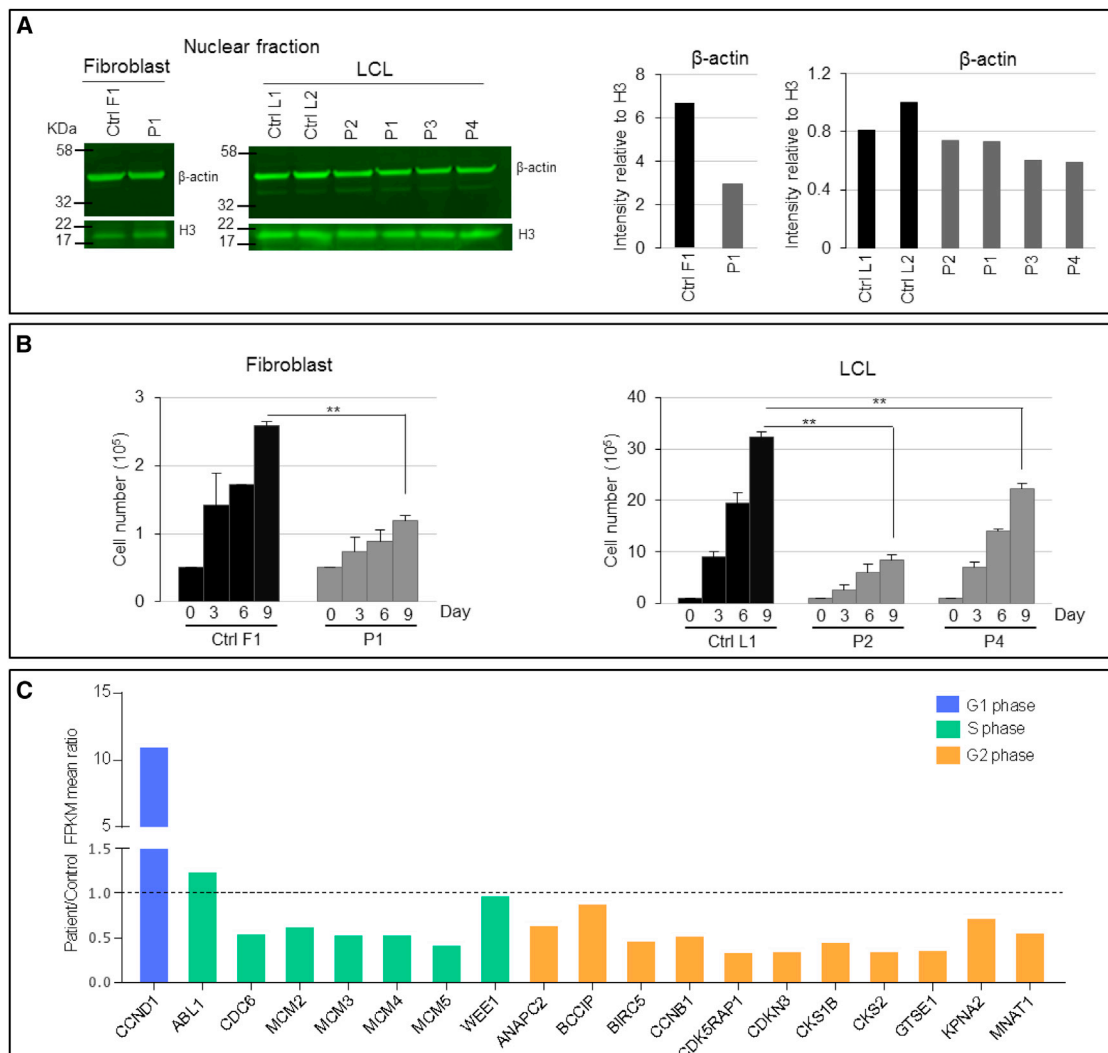 A
Nuclear fraction
Fibroblast
LCL
Ctrl F1
P1
Ctrl L1
Ctrl L2
P2
P1
P3
P4
KDa
58
32
22
17
β-actin
H3
58
32
22
17
β-actin
H3
β-actin
Intensity relative to H3
8
6
4
2
0
Ctrl F1
P1
β-actin
Intensity relative to H3
1.2
0.9
0.6
0
Ctrl L1
Ctrl L2
P2
P1
P3
P4
B
Fibroblast
Cell number (10⁵)
3
2
1
0
**
0 3 6 9 0 3 6 9 Day
Ctrl F1 P1
LCL
Cell number (10⁵)
40
30
20
10
0
**
**
0 3 6 9 0 3 6 9 0 3 6 9 Day
Ctrl L1 P2 P4
C
Patient/Control FPKM mean ratio
15
10
5
1.5
1.0
0.5
0.0
G1 phase
S phase
G2 phase
CCND1
ABL1
CDC6
MCM2
MCM3
MCM4
MCM5
WEE1
ANAPC2
BCCIP
BIRC5
CCNB1
CDK5RAP1
CDKN3
CKS1B
CKS2
GTSE1
KPNA2
MNAT1